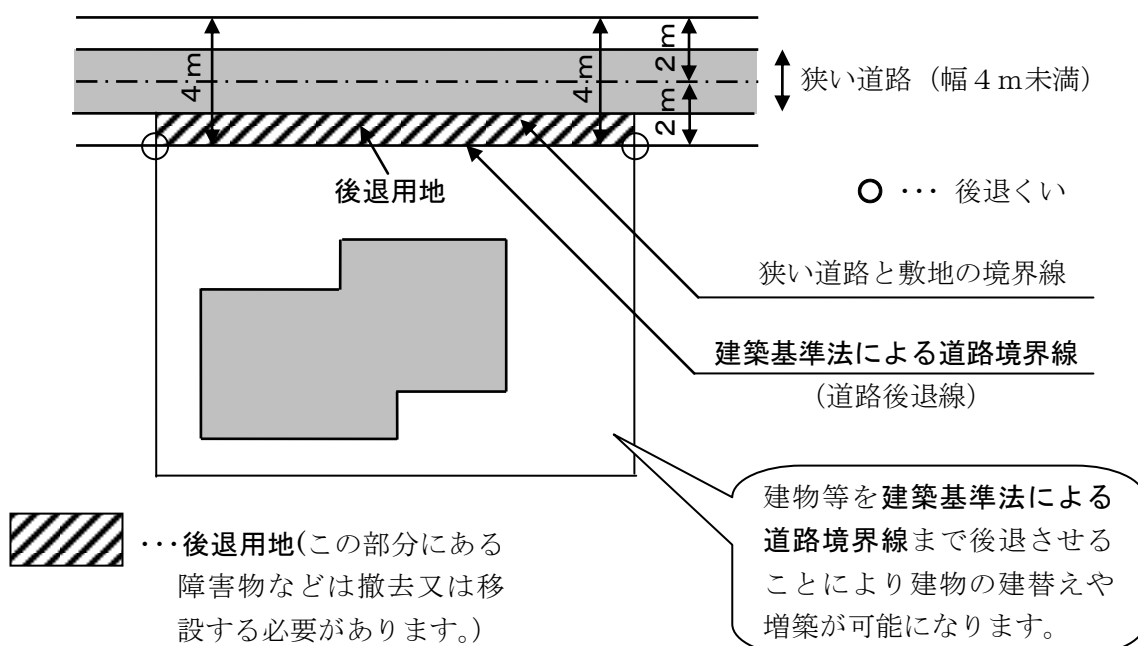 4m
4m
2m
2m
狭い道路（幅４ｍ未満）
後退用地
○ ･･･ 後退くい
狭い道路と敷地の境界線
建築基準法による道路境界線
（道路後退線）
建物等を建築基準法による
道路境界線まで後退させる
ことにより建物の建替えや
増築が可能になります。
･･･後退用地(この部分にある
障害物などは撤去又は移
設する必要があります。)